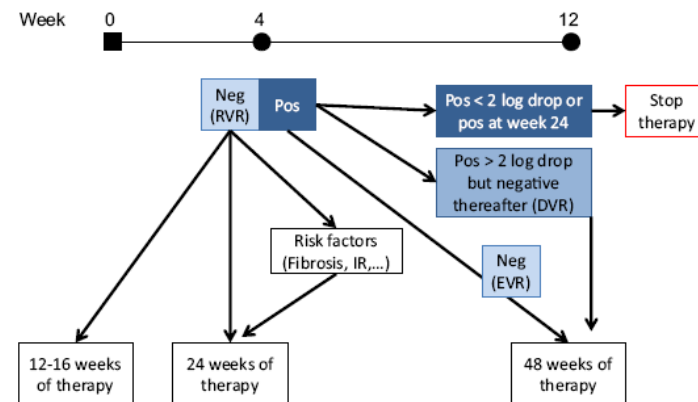 Week 0 4 12
Neg
(RVR)
Pos
Pos < 2 log drop or
pos at week 24
Stop
therapy
Pos > 2 log drop
but negative
thereafter (DVR)
Risk factors
(Fibrosis, IR,...)
Neg
(EVR)
12-16 weeks
of therapy
24 weeks of
therapy
48 weeks of
therapy